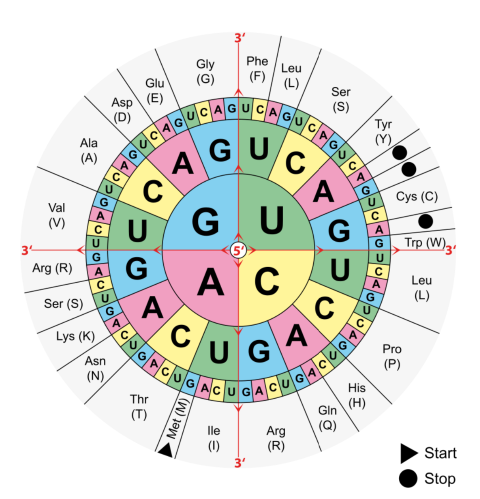 3'
Gly
(G)
Phe
(F)
Leu
(L)
Ser
(S)
Tyr
(Y)
Cys (C)
Trp (W)
3'
Leu
(L)
Pro
(P)
His
(H)
Gln
(Q)
Arg
(R)
3'
Ile
(I)
Met (M)
Thr
(T)
Asn
(N)
Lys (K)
Ser (S)
Arg (R)
3'
Val
(V)
Ala
(A)
Asp
(D)
Glu
(E)
U C A G U C A G U C A G U C A G
U C A G U C A G U C A G U C A G
U C A G U C A G U C A G U C A G
U C A G U C A G U C A G U C A G
U C A G
U C A G
U C A G
U C A G
G U
A C
5'
Start
Stop